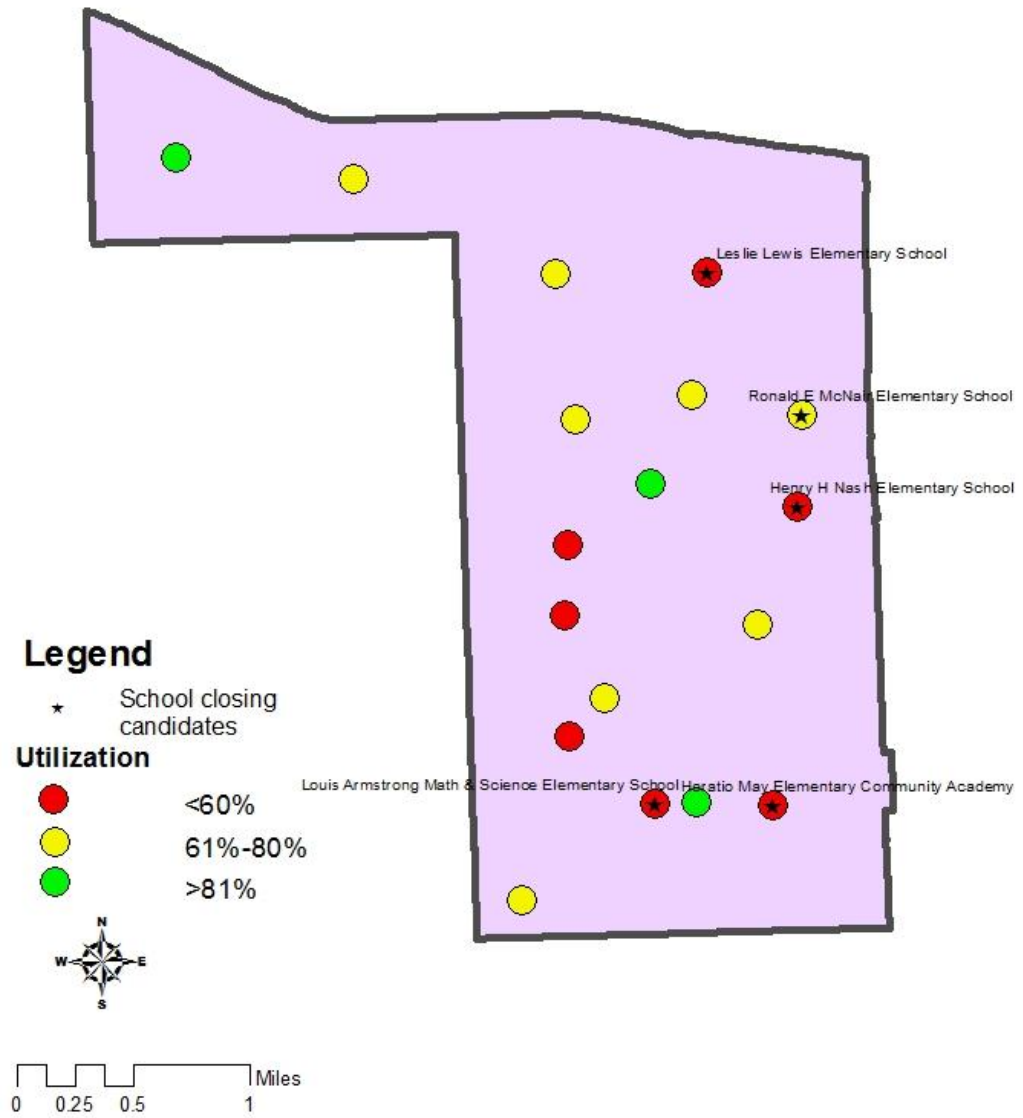 Leslie Lewis Elementary School
Ronald E McNair Elementary School
Henry H Nash Elementary School
Legend
School closing
candidates
Utilization
Louis Armstrong Math & Science Elementary School
Horatio May Elementary Community Academy
<60%
61%-80%
>81%
N
W
E
S
Miles
0
0.25
0.5
1